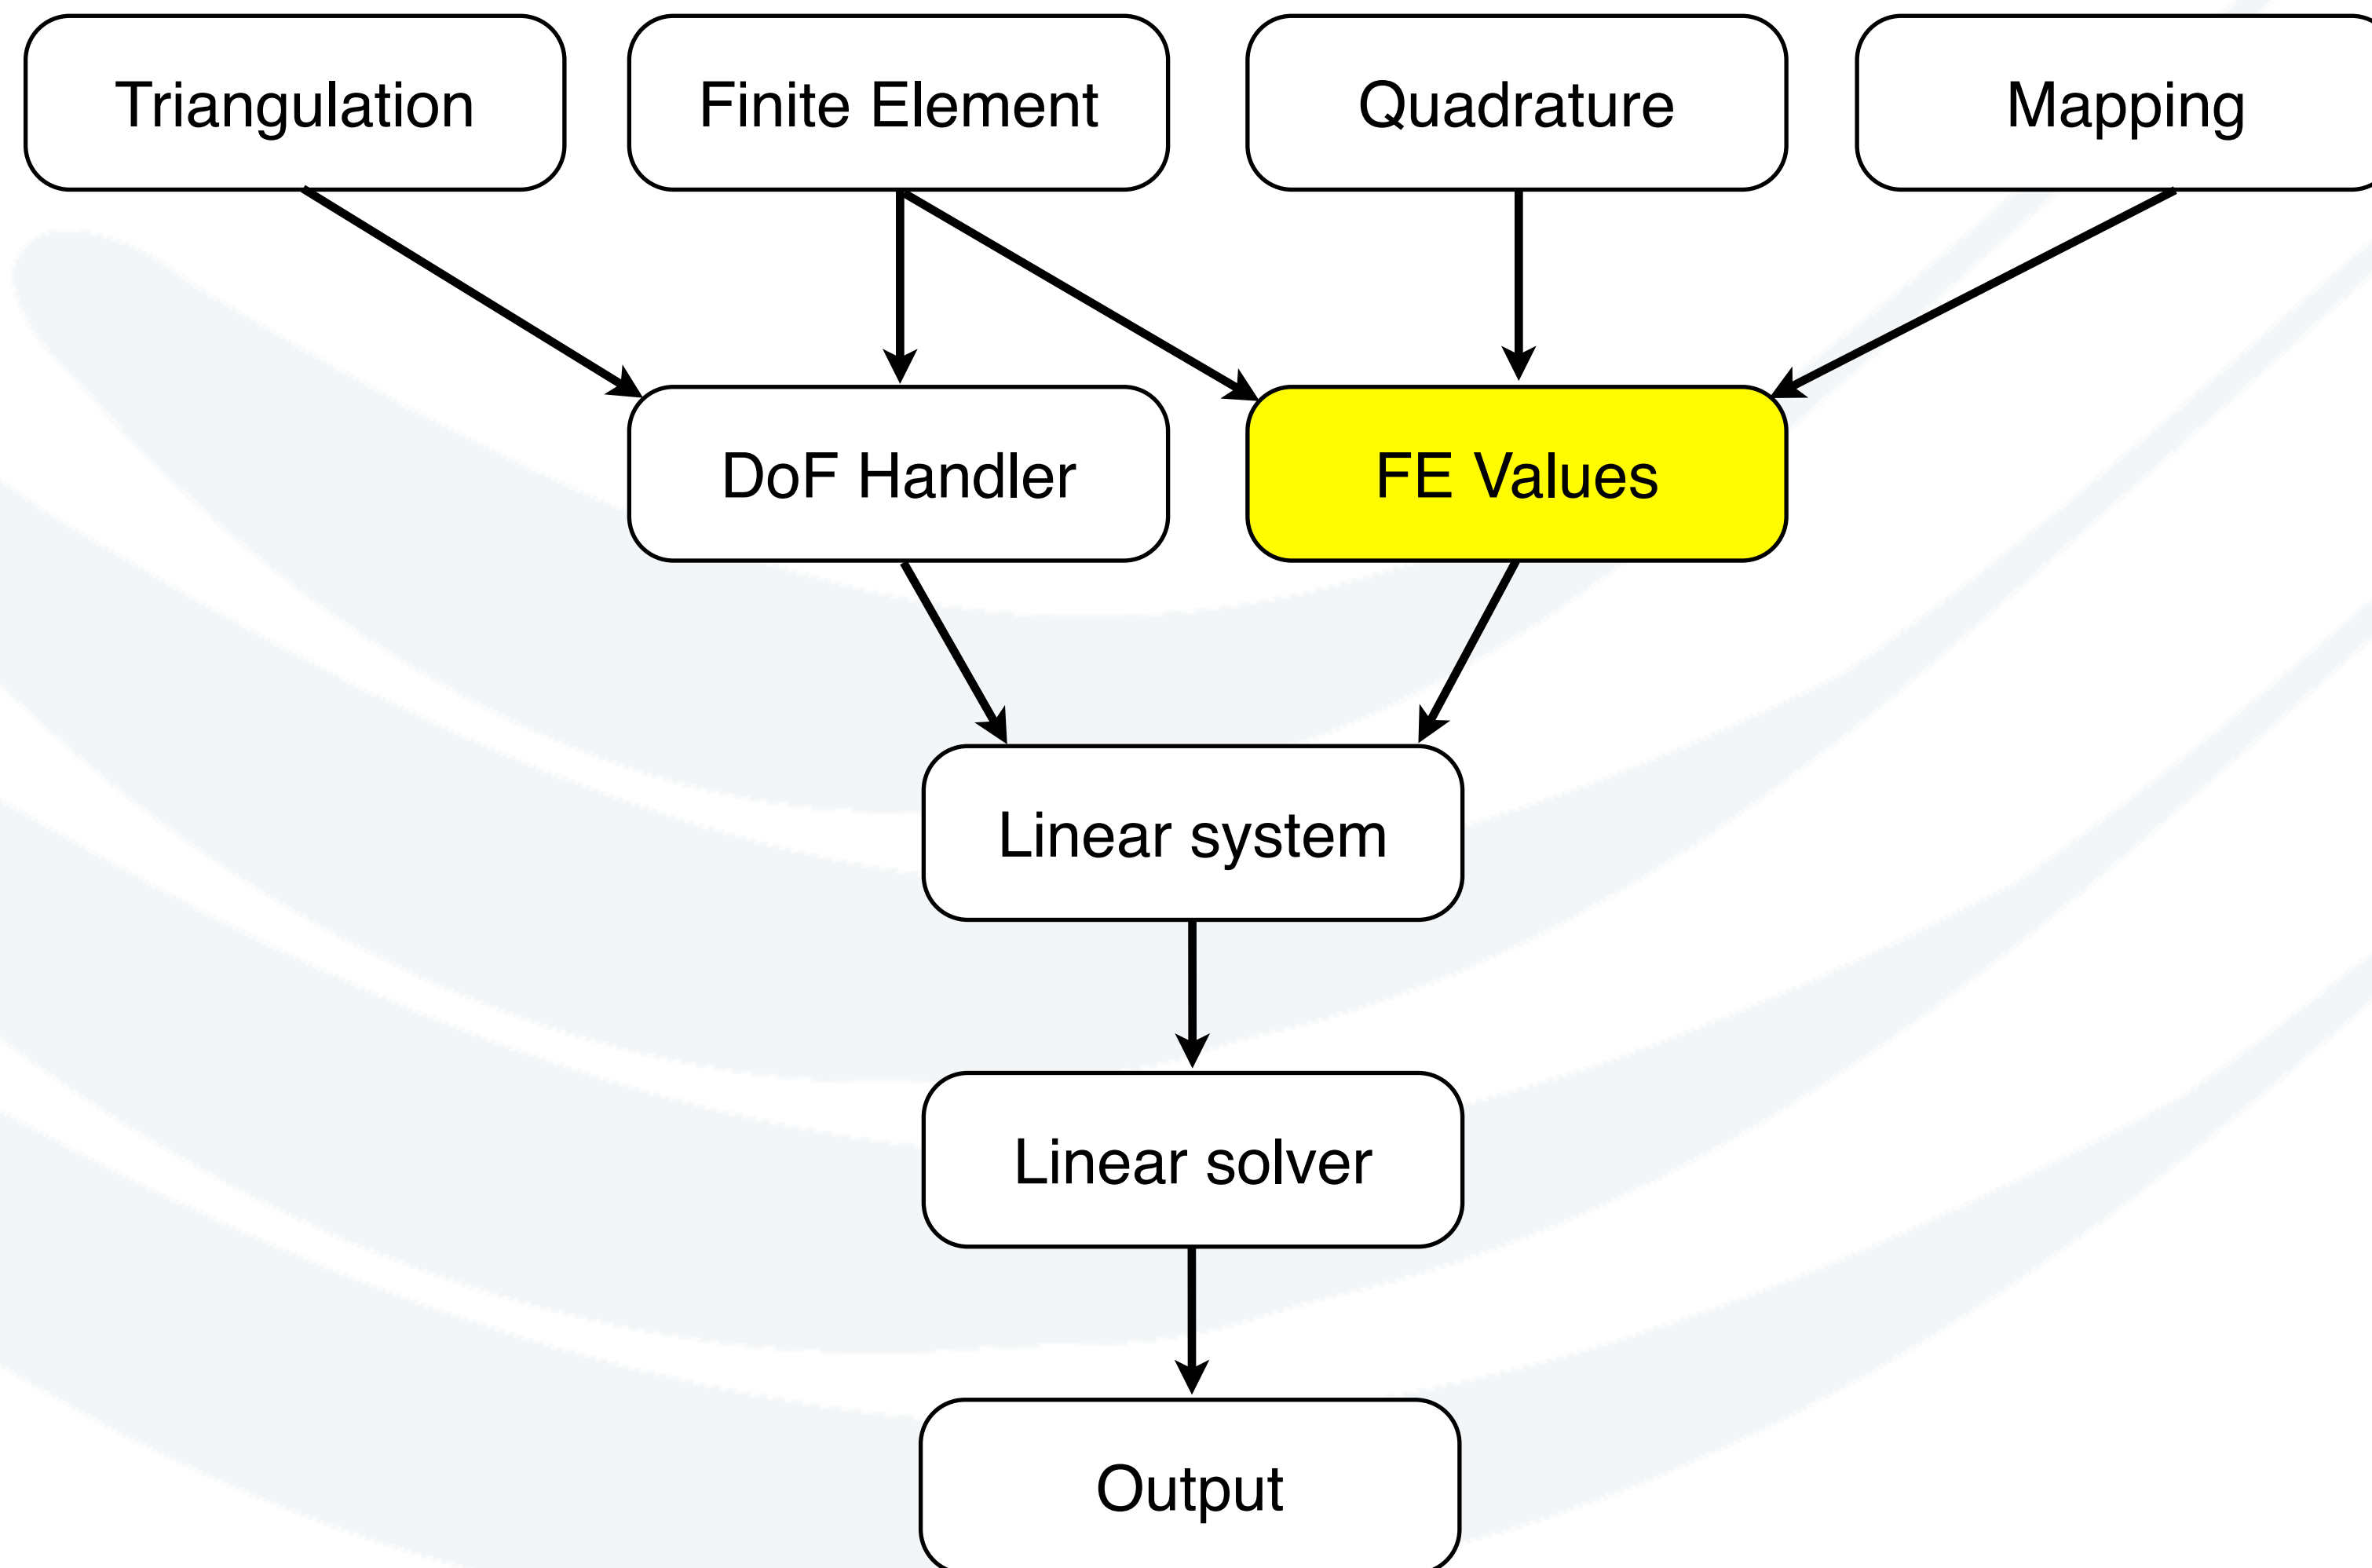 Triangulation
Finite Element
Quadrature
Mapping
DoF Handler
FE Values
Linear system
Linear solver
Output